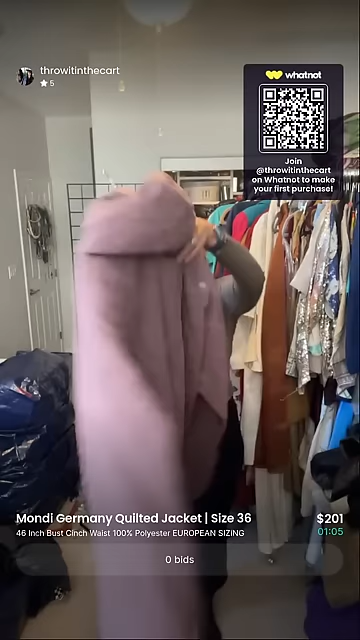 throwitinthecart
★ 5
whatnot
Join
@throwitinthecart
on Whatnot to make
your first purchase!
Mondi Germany Quilted Jacket | Size 36
$201
46 Inch Bust Cinch Waist 100% Polyester EUROPEAN SIZING
01:05
0 bids